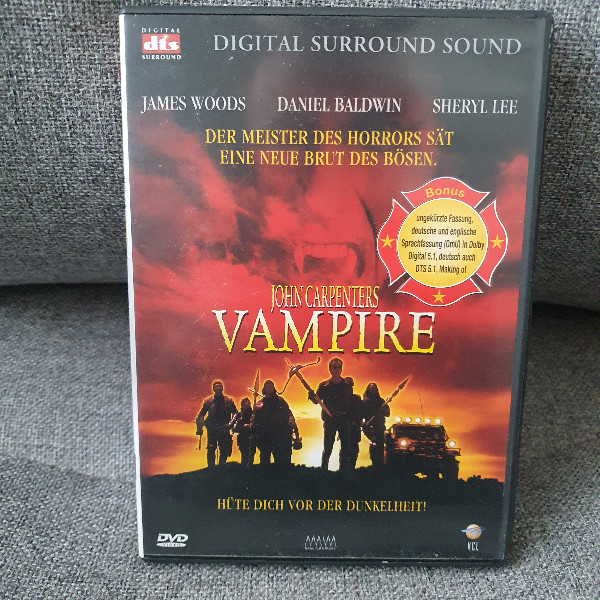 DIGITAL
dts
SURROUND
DIGITAL SURROUND SOUND
JAMES WOODS DANIEL BALDWIN SHERYL LEE
DER MEISTER DES HORRORS SÄT
EINE NEUE BRUT DES BÖSEN.
Bonus
ungekürzte Fassung,
deutsche und englische
Sprachfassung (OmU) in Dolby
Digital 5.1, deutsch auch
DTS 5.1, Making of
JOHN CARPENTERS
VAMPIRE
HÜTE DICH VOR DER DUNKELHEIT!
DVD
VIDEO
VCL